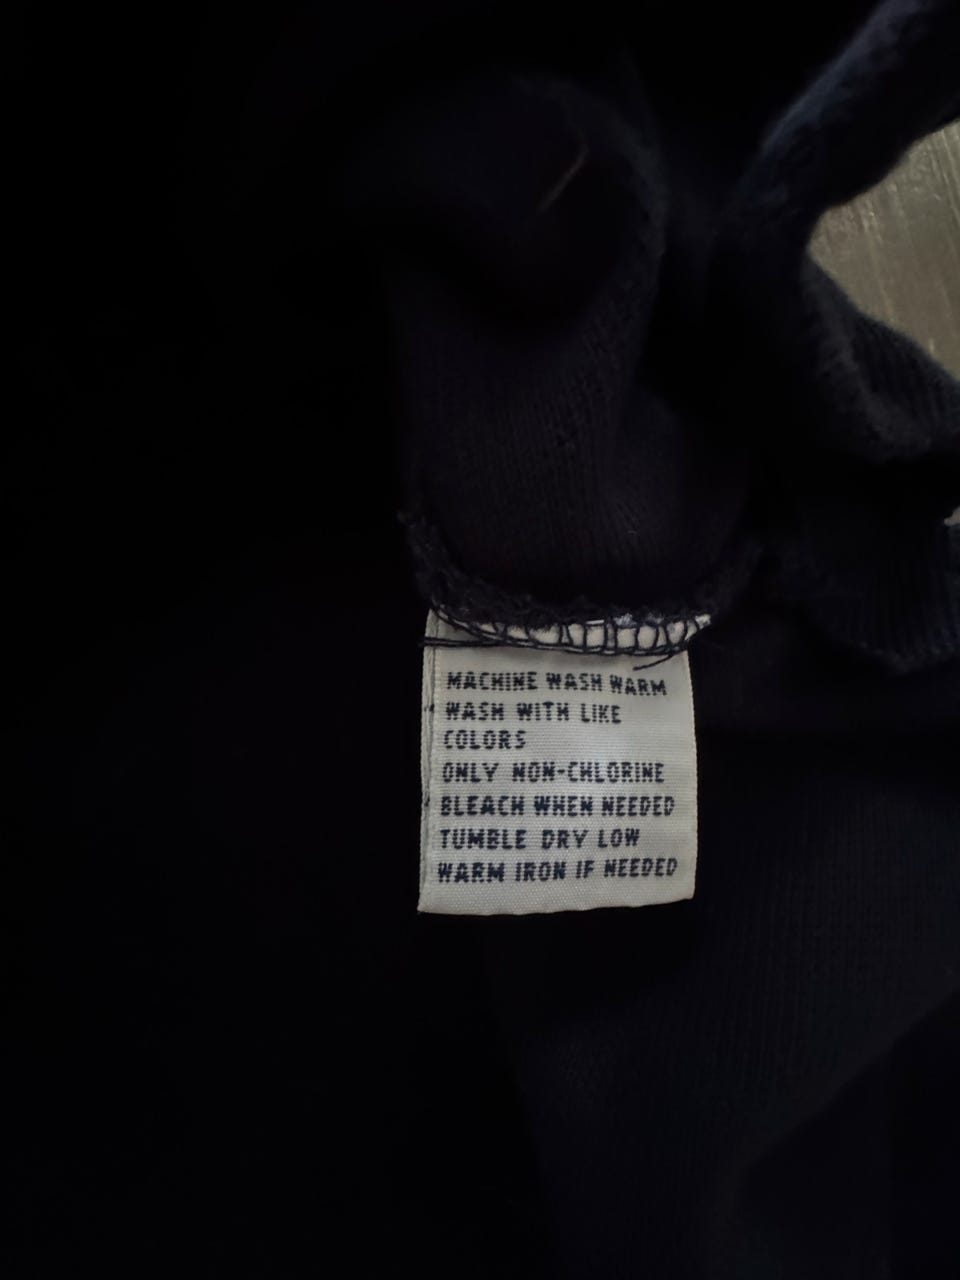 MACHINE WASH WARM
WASH WITH LIKE
COLORS
ONLY NON-CHLORINE
BLEACH WHEN NEEDED
TUMBLE DRY LOW
WARM IRON IF NEEDED